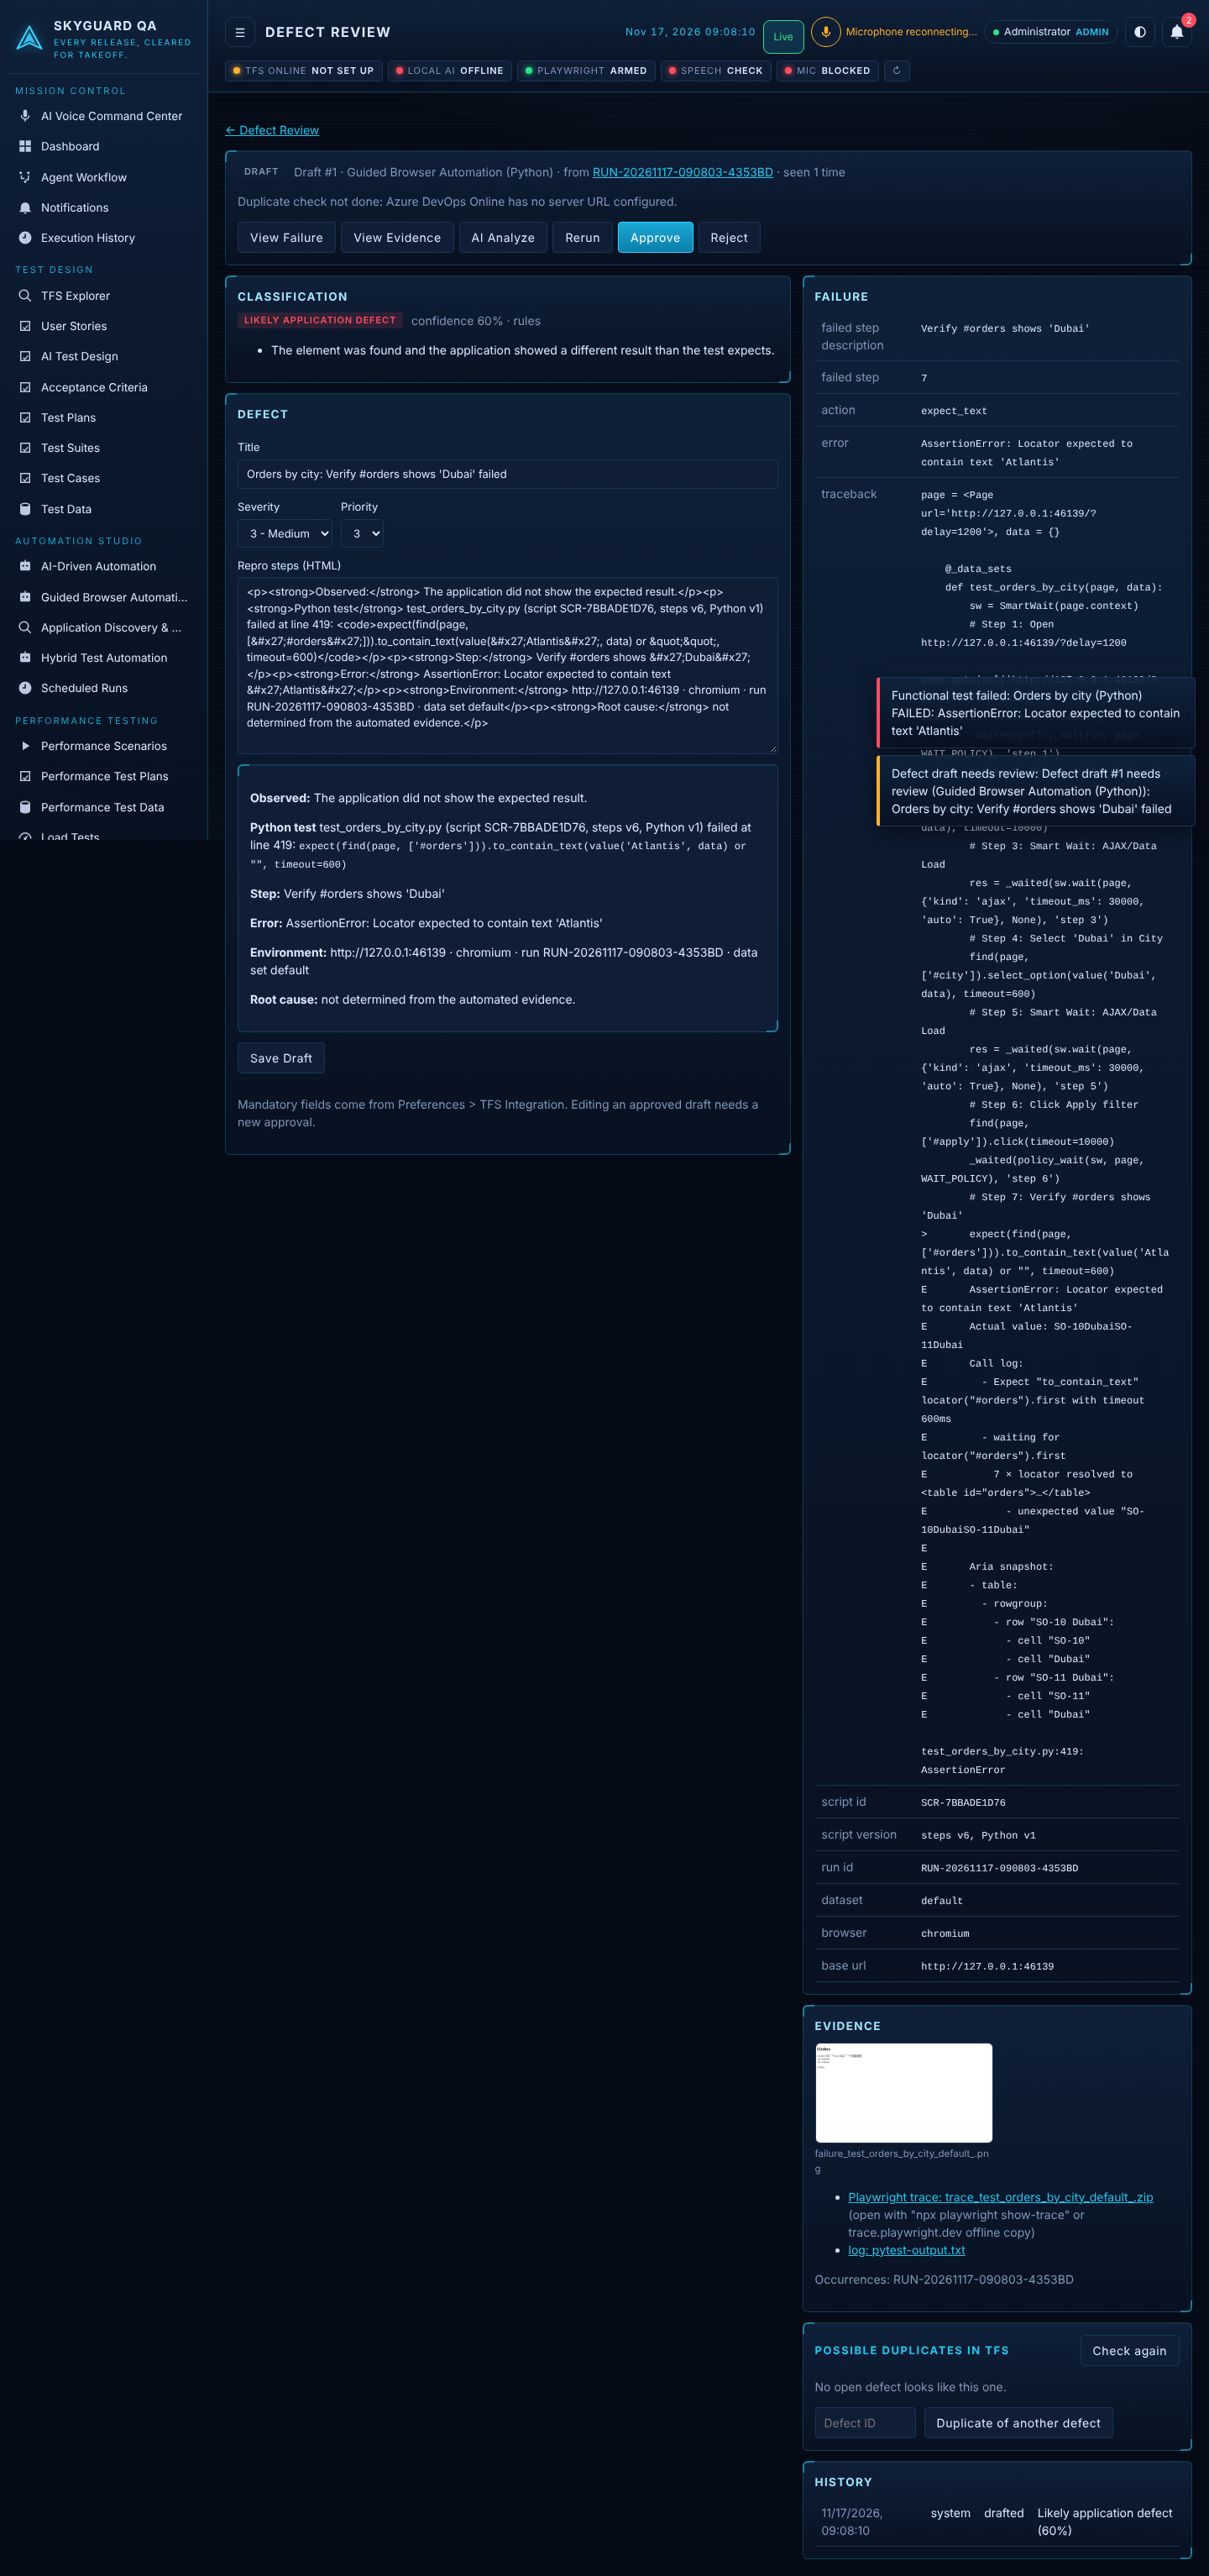 SKYGUARD QA
EVERY RELEASE, CLEARED
FOR TAKEOFF.
MISSION CONTROL
AI Voice Command Center
Dashboard
Agent Workflow
Notifications
Execution History
TEST DESIGN
TFS Explorer
User Stories
AI Test Design
Acceptance Criteria
Test Plans
Test Suites
Test Cases
Test Data
AUTOMATION STUDIO
AI-Driven Automation
Guided Browser Automati...
Application Discovery & ...
Hybrid Test Automation
Scheduled Runs
PERFORMANCE TESTING
Performance Scenarios
Performance Test Plans
Performance Test Data
Load Tests
DEFECT REVIEW
Nov 17, 2026 09:08:10
Live
Microphone reconnecting...
Administrator ADMIN
2
TFS ONLINE NOT SET UP
LOCAL AI OFFLINE
PLAYWRIGHT ARMED
SPEECH CHECK
MIC BLOCKED
← Defect Review
DRAFT Draft #1 · Guided Browser Automation (Python) · from RUN-20261117-090803-4353BD · seen 1 time
Duplicate check not done: Azure DevOps Online has no server URL configured.
View Failure
View Evidence
AI Analyze
Rerun
Approve
Reject
CLASSIFICATION
LIKELY APPLICATION DEFECT confidence 60% · rules
• The element was found and the application showed a different result than the test expects.
DEFECT
Title
Orders by city: Verify #orders shows 'Dubai' failed
Severity Priority
3 - Medium 3
Repro steps (HTML)
<p><strong>Observed:</strong> The application did not show the expected result.</p><p>
<strong>Python test</strong> test_orders_by_city.py (script SCR-7BBADE1D76, steps v6, Python v1)
failed at line 419: <code>expect(find(page,
[&#x27;#orders&#x27;])).to_contain_text(value(&#x27;Atlantis&#x27;, data) or &quot;&quot;,
timeout=600)</code></p><p><strong>Step:</strong> Verify #orders shows &#x27;Dubai&#x27;
</p><p><strong>Error:</strong> AssertionError: Locator expected to contain text
&#x27;Atlantis&#x27;</p><p><strong>Environment:</strong> http://127.0.0.1:46139 · chromium · run
RUN-20261117-090803-4353BD · data set default</p><p><strong>Root cause:</strong> not
determined from the automated evidence.</p>
Observed: The application did not show the expected result.
Python test test_orders_by_city.py (script SCR-7BBADE1D76, steps v6, Python v1) failed at
line 419: expect(find(page, ['#orders'])).to_contain_text(value('Atlantis', data) or
"", timeout=600)
Step: Verify #orders shows 'Dubai'
Error: AssertionError: Locator expected to contain text 'Atlantis'
Environment: http://127.0.0.1:46139 · chromium · run RUN-20261117-090803-4353BD · data
set default
Root cause: not determined from the automated evidence.
Save Draft
Mandatory fields come from Preferences > TFS Integration. Editing an approved draft needs a
new approval.
FAILURE
failed step
description
Verify #orders shows 'Dubai'
failed step 7
action expect_text
error AssertionError: Locator expected to
contain text 'Atlantis'
traceback page = <Page
url='http://127.0.0.1:46139/?
delay=1200'>, data = {}
@_data_sets
def test_orders_by_city(page, data):
sw = SmartWait(page.context)
# Step 1: Open
http://127.0.0.1:46139/?delay=1200
Functional test failed: Orders by city (Python)
FAILED: AssertionError: Locator expected to contain
text 'Atlantis'
WAIT_POLICY), 'step 1')
Defect draft needs review: Defect draft #1 needs
review (Guided Browser Automation (Python)):
Orders by city: Verify #orders shows 'Dubai' failed
data), timeout=10000)
# Step 3: Smart Wait: AJAX/Data
Load
res = _waited(sw.wait(page,
{'kind': 'ajax', 'timeout_ms': 30000,
'auto': True}, None), 'step 3')
# Step 4: Select 'Dubai' in City
find(page,
['#city']).select_option(value('Dubai',
data), timeout=600)
# Step 5: Smart Wait: AJAX/Data
Load
res = _waited(sw.wait(page,
{'kind': 'ajax', 'timeout_ms': 30000,
'auto': True}, None), 'step 5')
# Step 6: Click Apply filter
find(page,
['#apply']).click(timeout=10000)
_waited(policy_wait(sw, page,
WAIT_POLICY), 'step 6')
# Step 7: Verify #orders shows
'Dubai'
> expect(find(page,
['#orders'])).to_contain_text(value('Atla
ntis', data) or "", timeout=600)
E AssertionError: Locator expected
to contain text 'Atlantis'
E Actual value: SO-10DubaiSO-
11Dubai
E Call log:
E - Expect "to_contain_text"
locator("#orders").first with timeout
600ms
E - waiting for
locator("#orders").first
E 7 × locator resolved to
<table id="orders">…</table>
E - unexpected value "SO-
10DubaiSO-11Dubai"
E
E Aria snapshot:
E - table:
E - rowgroup:
E - row "SO-10 Dubai":
E - cell "SO-10"
E - cell "Dubai"
E - row "SO-11 Dubai":
E - cell "SO-11"
E - cell "Dubai"
test_orders_by_city.py:419:
AssertionError
script id SCR-7BBADE1D76
script version steps v6, Python v1
run id RUN-20261117-090803-4353BD
dataset default
browser chromium
base url http://127.0.0.1:46139
EVIDENCE
Orders
failure_test_orders_by_city_default_.pn
g
• Playwright trace: trace_test_orders_by_city_default_.zip
(open with "npx playwright show-trace" or
trace.playwright.dev offline copy)
• log: pytest-output.txt
Occurrences: RUN-20261117-090803-4353BD
POSSIBLE DUPLICATES IN TFS
Check again
No open defect looks like this one.
Defect ID
Duplicate of another defect
HISTORY
11/17/2026,
09:08:10
system drafted Likely application defect
(60%)